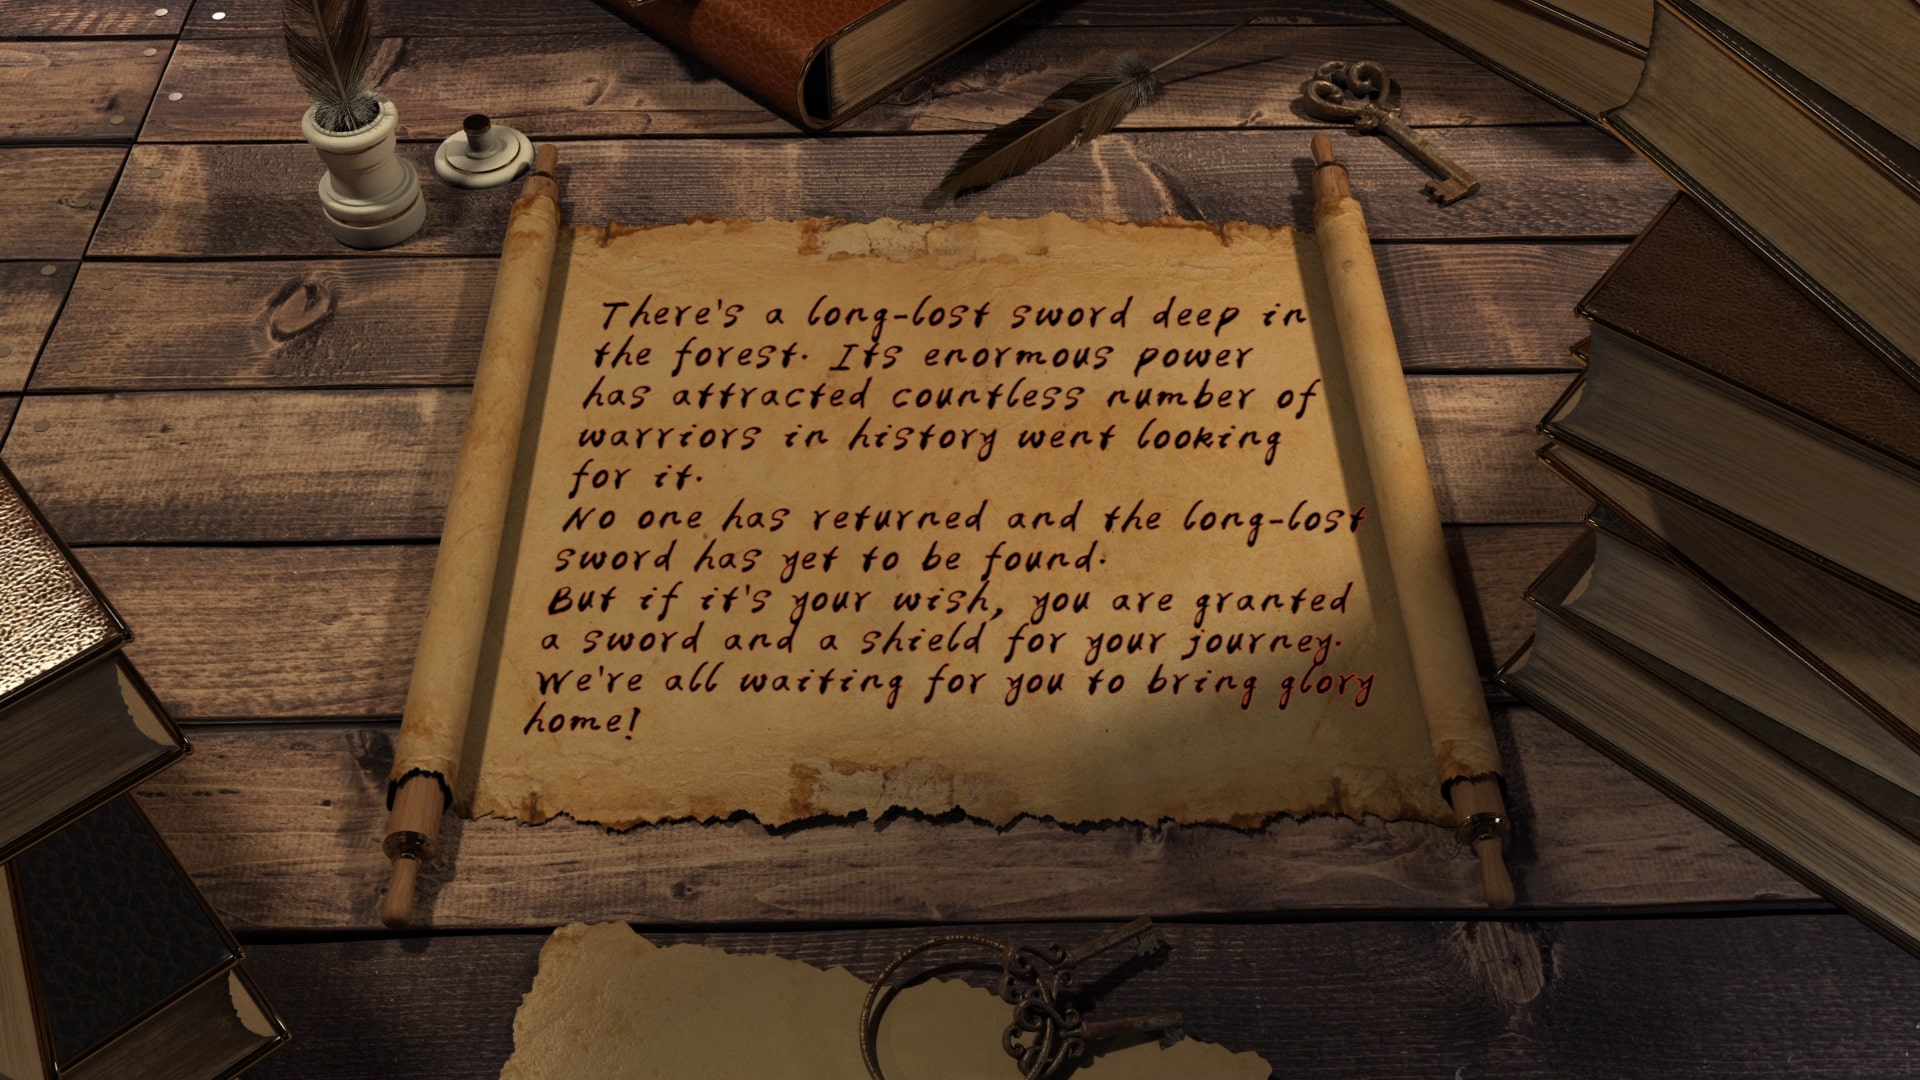 There's a long-lost sword deep in
the forest. Its enormous power
has attracted countless number of
warriors in history went looking
for it.
No one has returned and the long-lost
sword has yet to be found.
But if it's your wish, you are granted
a sword and a shield for your journey.
We're all waiting for you to bring glory
home!